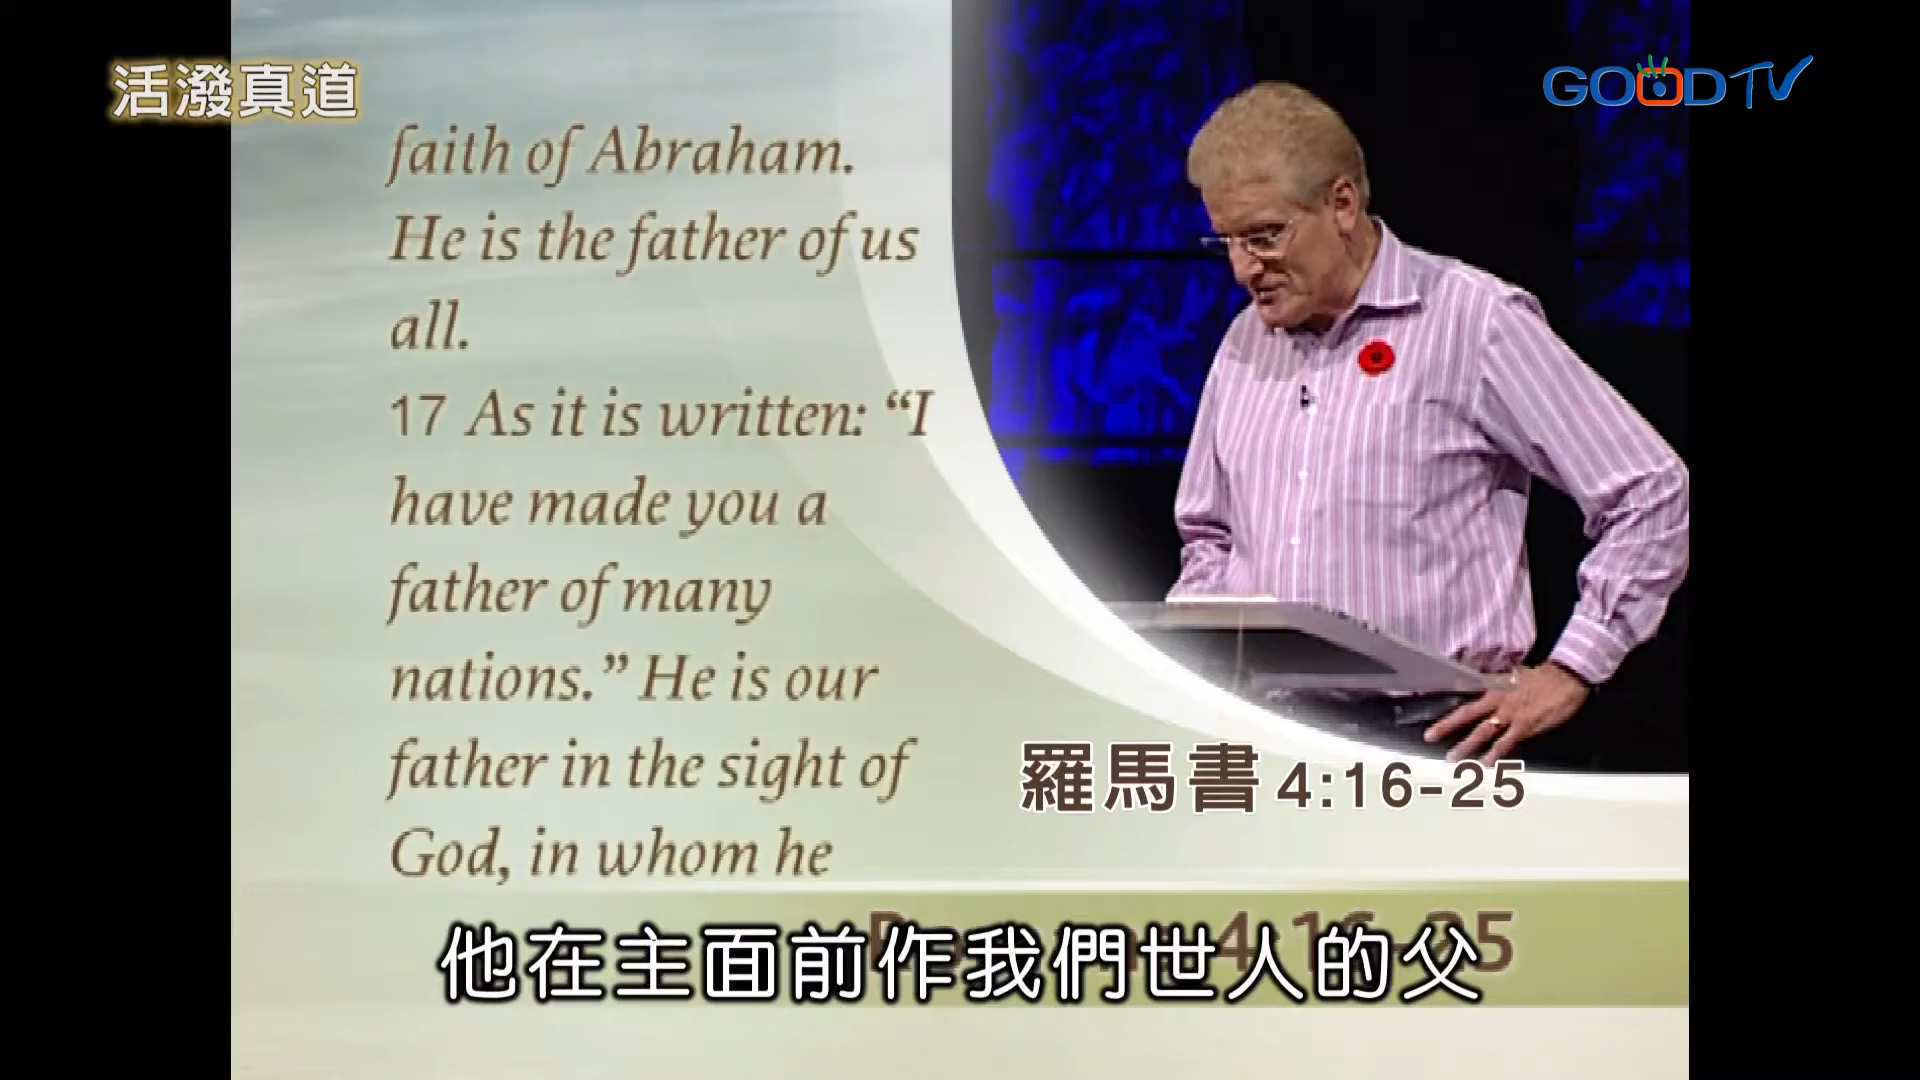 活潑真道
GOODTV
faith of Abraham.
He is the father of us
all.
17 As it is written: “I
have made you a
father of many
nations.” He is our
father in the sight of
God, in whom he
羅馬書 4:16-25
4:16-25
他在主面前作我們世人的父